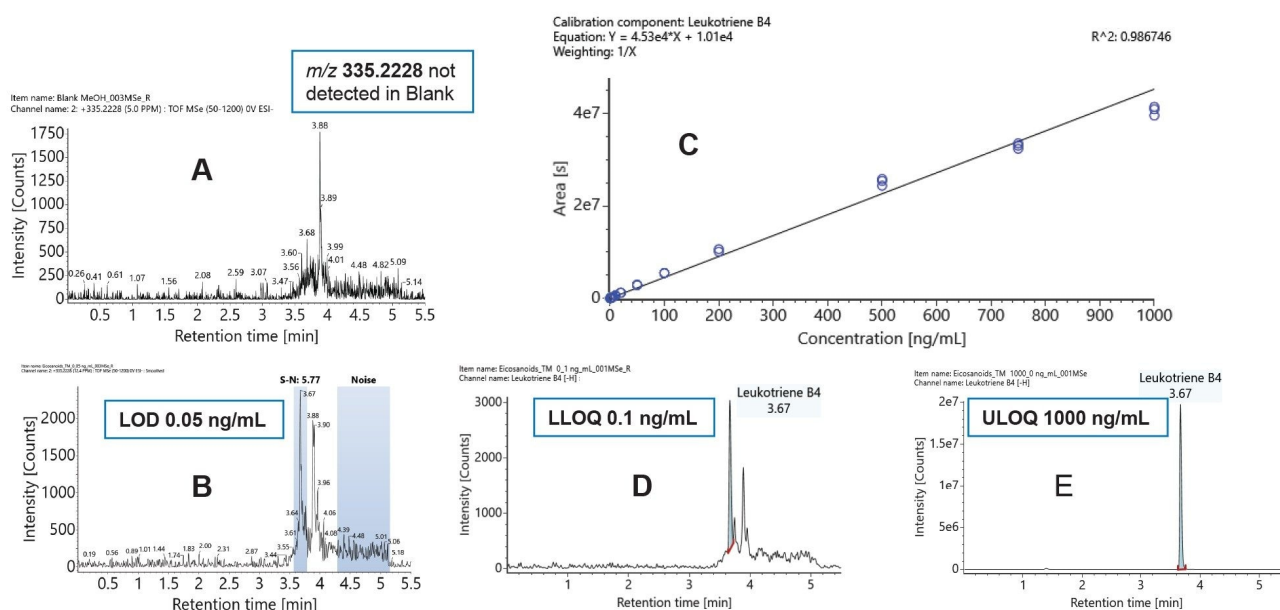 Calibration component: Leukotriene B4
Equation: Y = 4.53e4*X + 1.01e4
R^2: 0.986746
Weighting: 1/X
m/z 335.2228 not
detected in Blank
Item name: Blank MeOH_003MSe_R
Channel name: 2: +335.2228 (5.0 PPM) : TOF MSe (50-1200) 0V ESI-
A
Intensity [Counts]
1750
1500
1250
1000
750
500
250
0
3.88
3.89
3.68
3.60
3.99
3.56
4.01
0.26
0.41
0.61
1.07
1.56
2.08
2.59
3.07
3.47
4.48
4.82
5.09
5.14
0.5 1 1.5 2 2.5 3 3.5 4 4.5 5 5.5
Retention time [min]
C
Area [s]
4e7
2e7
0
0 100 200 300 400 500 600 700 800 900 1000
Concentration [ng/mL]
S-N: 5.77 Noise
LOD 0.05 ng/mL
B
Intensity [Counts]
2000
1500
1000
500
0
3.67
3.88
3.90
3.96
3.64
4.06
3.61
4.08
4.39
4.48
5.01
5.06
5.18
0.19
0.56
0.89
1.01
1.44
1.74
1.83
2.00
2.31
2.87
3.44
3.55
0.5 1 1.5 2 2.5 3 3.5 4 4.5 5 5.5
Retention time [min]
Item name: Eicosanoids_TM 0_1 ng_mL_001MSe_R
Channel name: Leukotriene B4 [-H] :
Leukotriene B4
3.67
LLOQ 0.1 ng/mL
D
Intensity [Counts]
3000
2000
1000
0
1 2 3 4 5
Retention time [min]
Item name: Eicosanoids_TM 1000_0 ng_mL_001MSe
Channel name: Leukotriene B4 [-H]
Leukotriene B4
3.67
ULOQ 1000 ng/mL
E
Intensity [Counts]
2e7
1.5e7
1e7
5e6
0
1 2 3 4 5
Retention time [min]